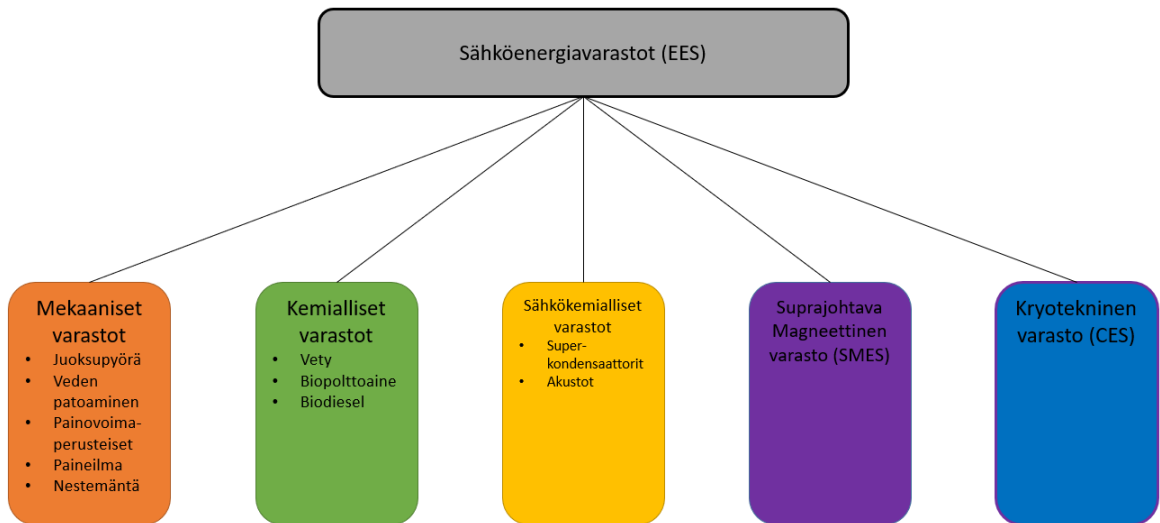 Sähköenergiavarastot (EES)
Mekaaniset
varastot
• Juoksupyörä
• Veden
patoaminen
• Painovoima-
perusteiset
• Paineilma
• Nestemäntä
Kemialliset
varastot
• Vety
• Biopolttoaine
• Biodiesel
Sähkökemialliset
varastot
• Super-
kondensaattorit
• Akustot
Suprajohtava
Magneettinen
varasto (SMES)
Kryotekninen
varasto (CES)